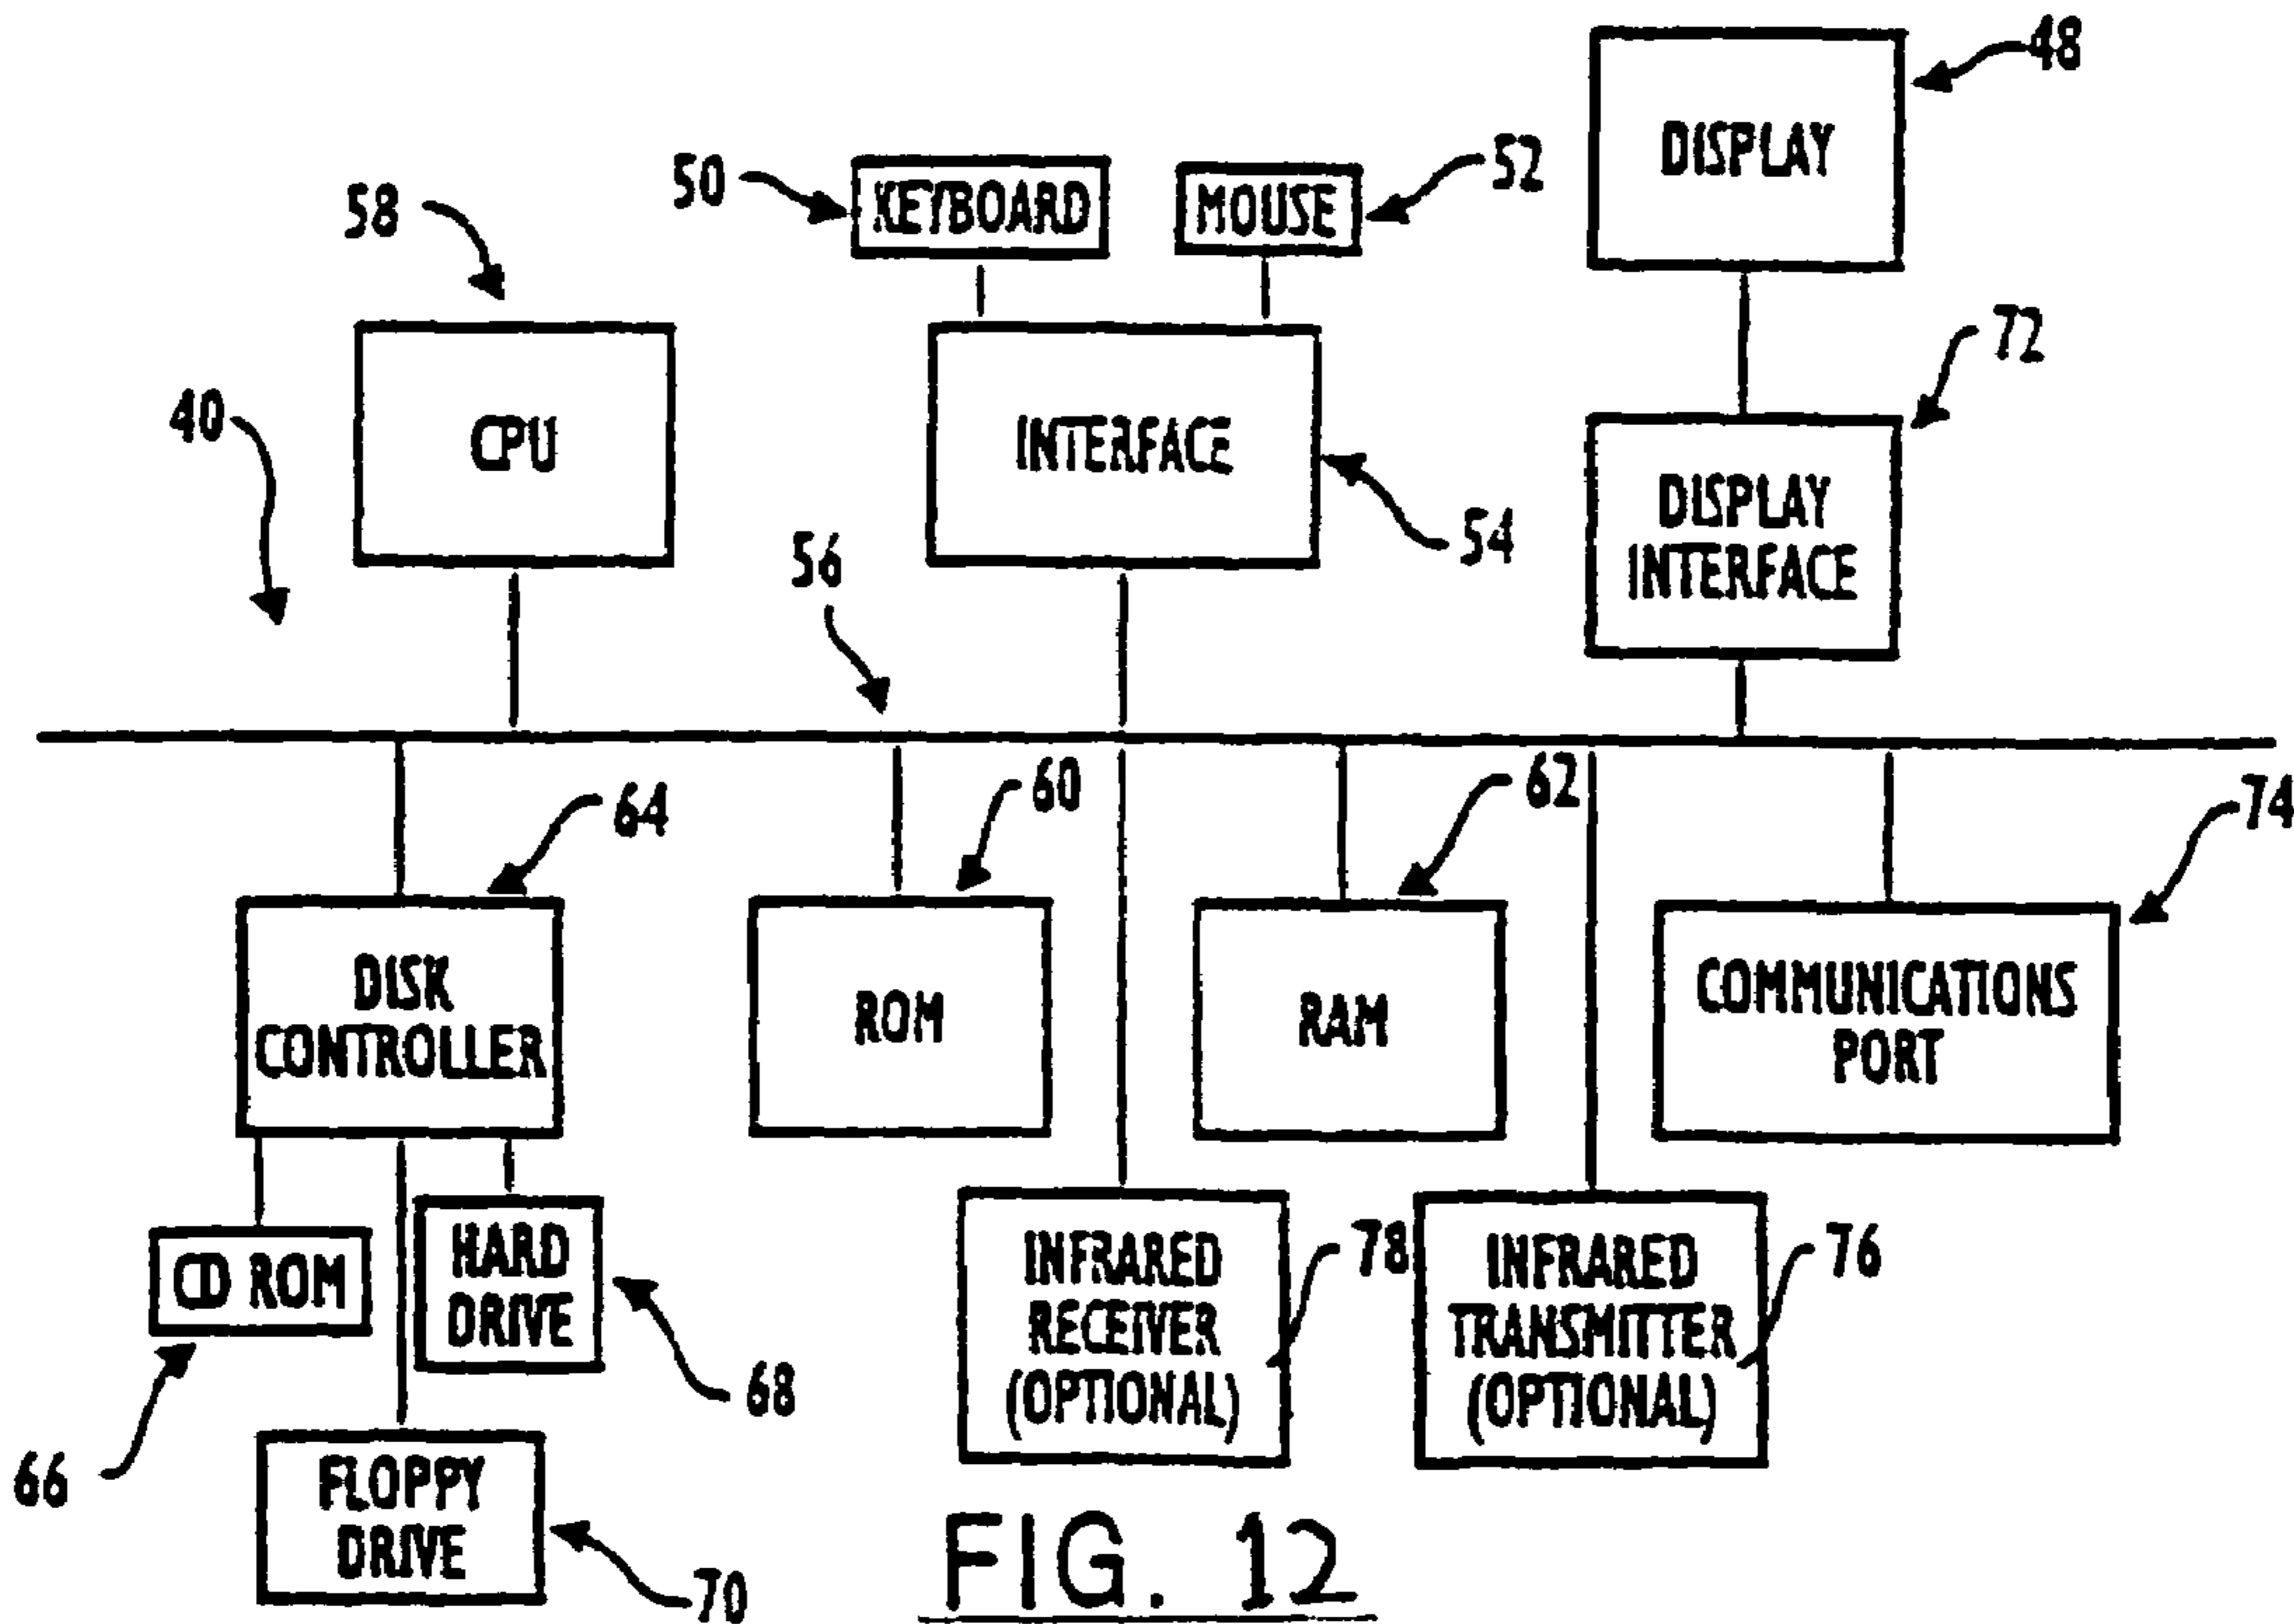 48
DISPLAY
50
KEYBOARD
MOUSE
52
58
72
40
CPU
INTERFACE
DISPLAY
INTERFACE
54
56
60
62
64
74
DISK
CONTROLLER
ROM
RAM
COMMUNICATIONS
PORT
CD ROM
HARD
DRIVE
INFRARED
RECEIVER
(OPTIONAL)
78
INFRARED
TRANSMITTER
(OPTIONAL)
76
68
66
FLOPPY
DRIVE
70
FIG. 12